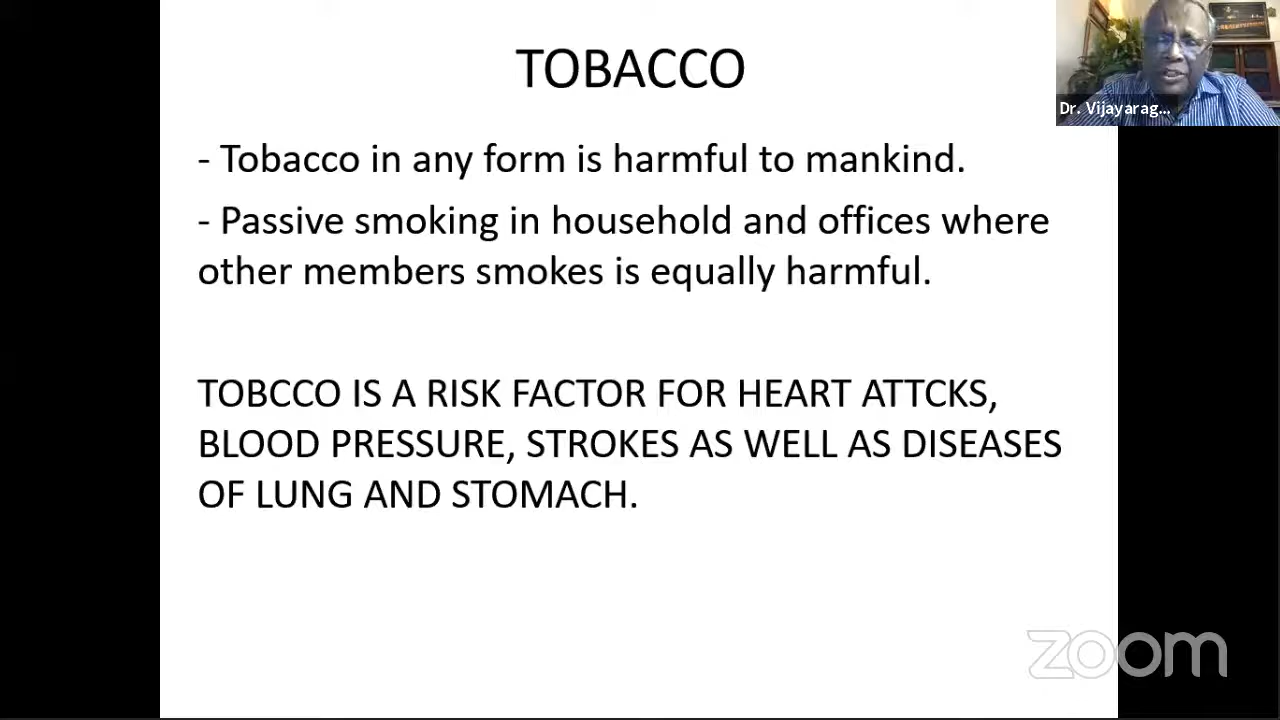 TOBACCO
Dr. Vijayarag...
- Tobacco in any form is harmful to mankind.
- Passive smoking in household and offices where
other members smokes is equally harmful.
TOBCCO IS A RISK FACTOR FOR HEART ATTCKS,
BLOOD PRESSURE, STROKES AS WELL AS DISEASES
OF LUNG AND STOMACH.
zoom